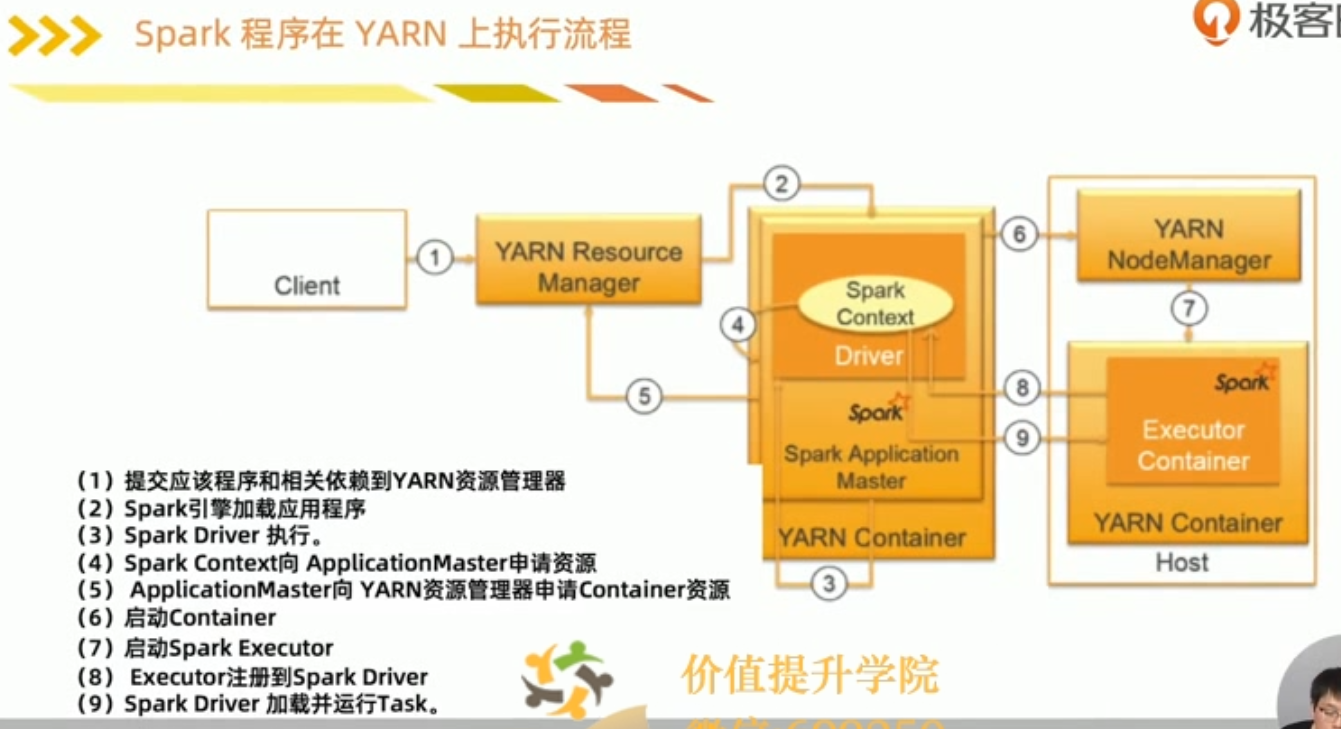 Spark 程序在 YARN 上执行流程
极客
2
Client
1
YARN Resource
Manager
Spark
Context
Driver
6
YARN
NodeManager
7
4
5
8
9
Spark
Spark Application
Master
YARN Container
3
Spark
Executor
Container
YARN Container
Host
（1）提交应该程序和相关依赖到YARN资源管理器
（2）Spark引擎加载应用程序
（3）Spark Driver 执行。
（4）Spark Context向 ApplicationMaster申请资源
（5） ApplicationMaster向 YARN资源管理器申请Container资源
（6）启动Container
（7）启动Spark Executor
（8） Executor注册到Spark Driver
（9）Spark Driver 加载并运行Task。
价值提升学院